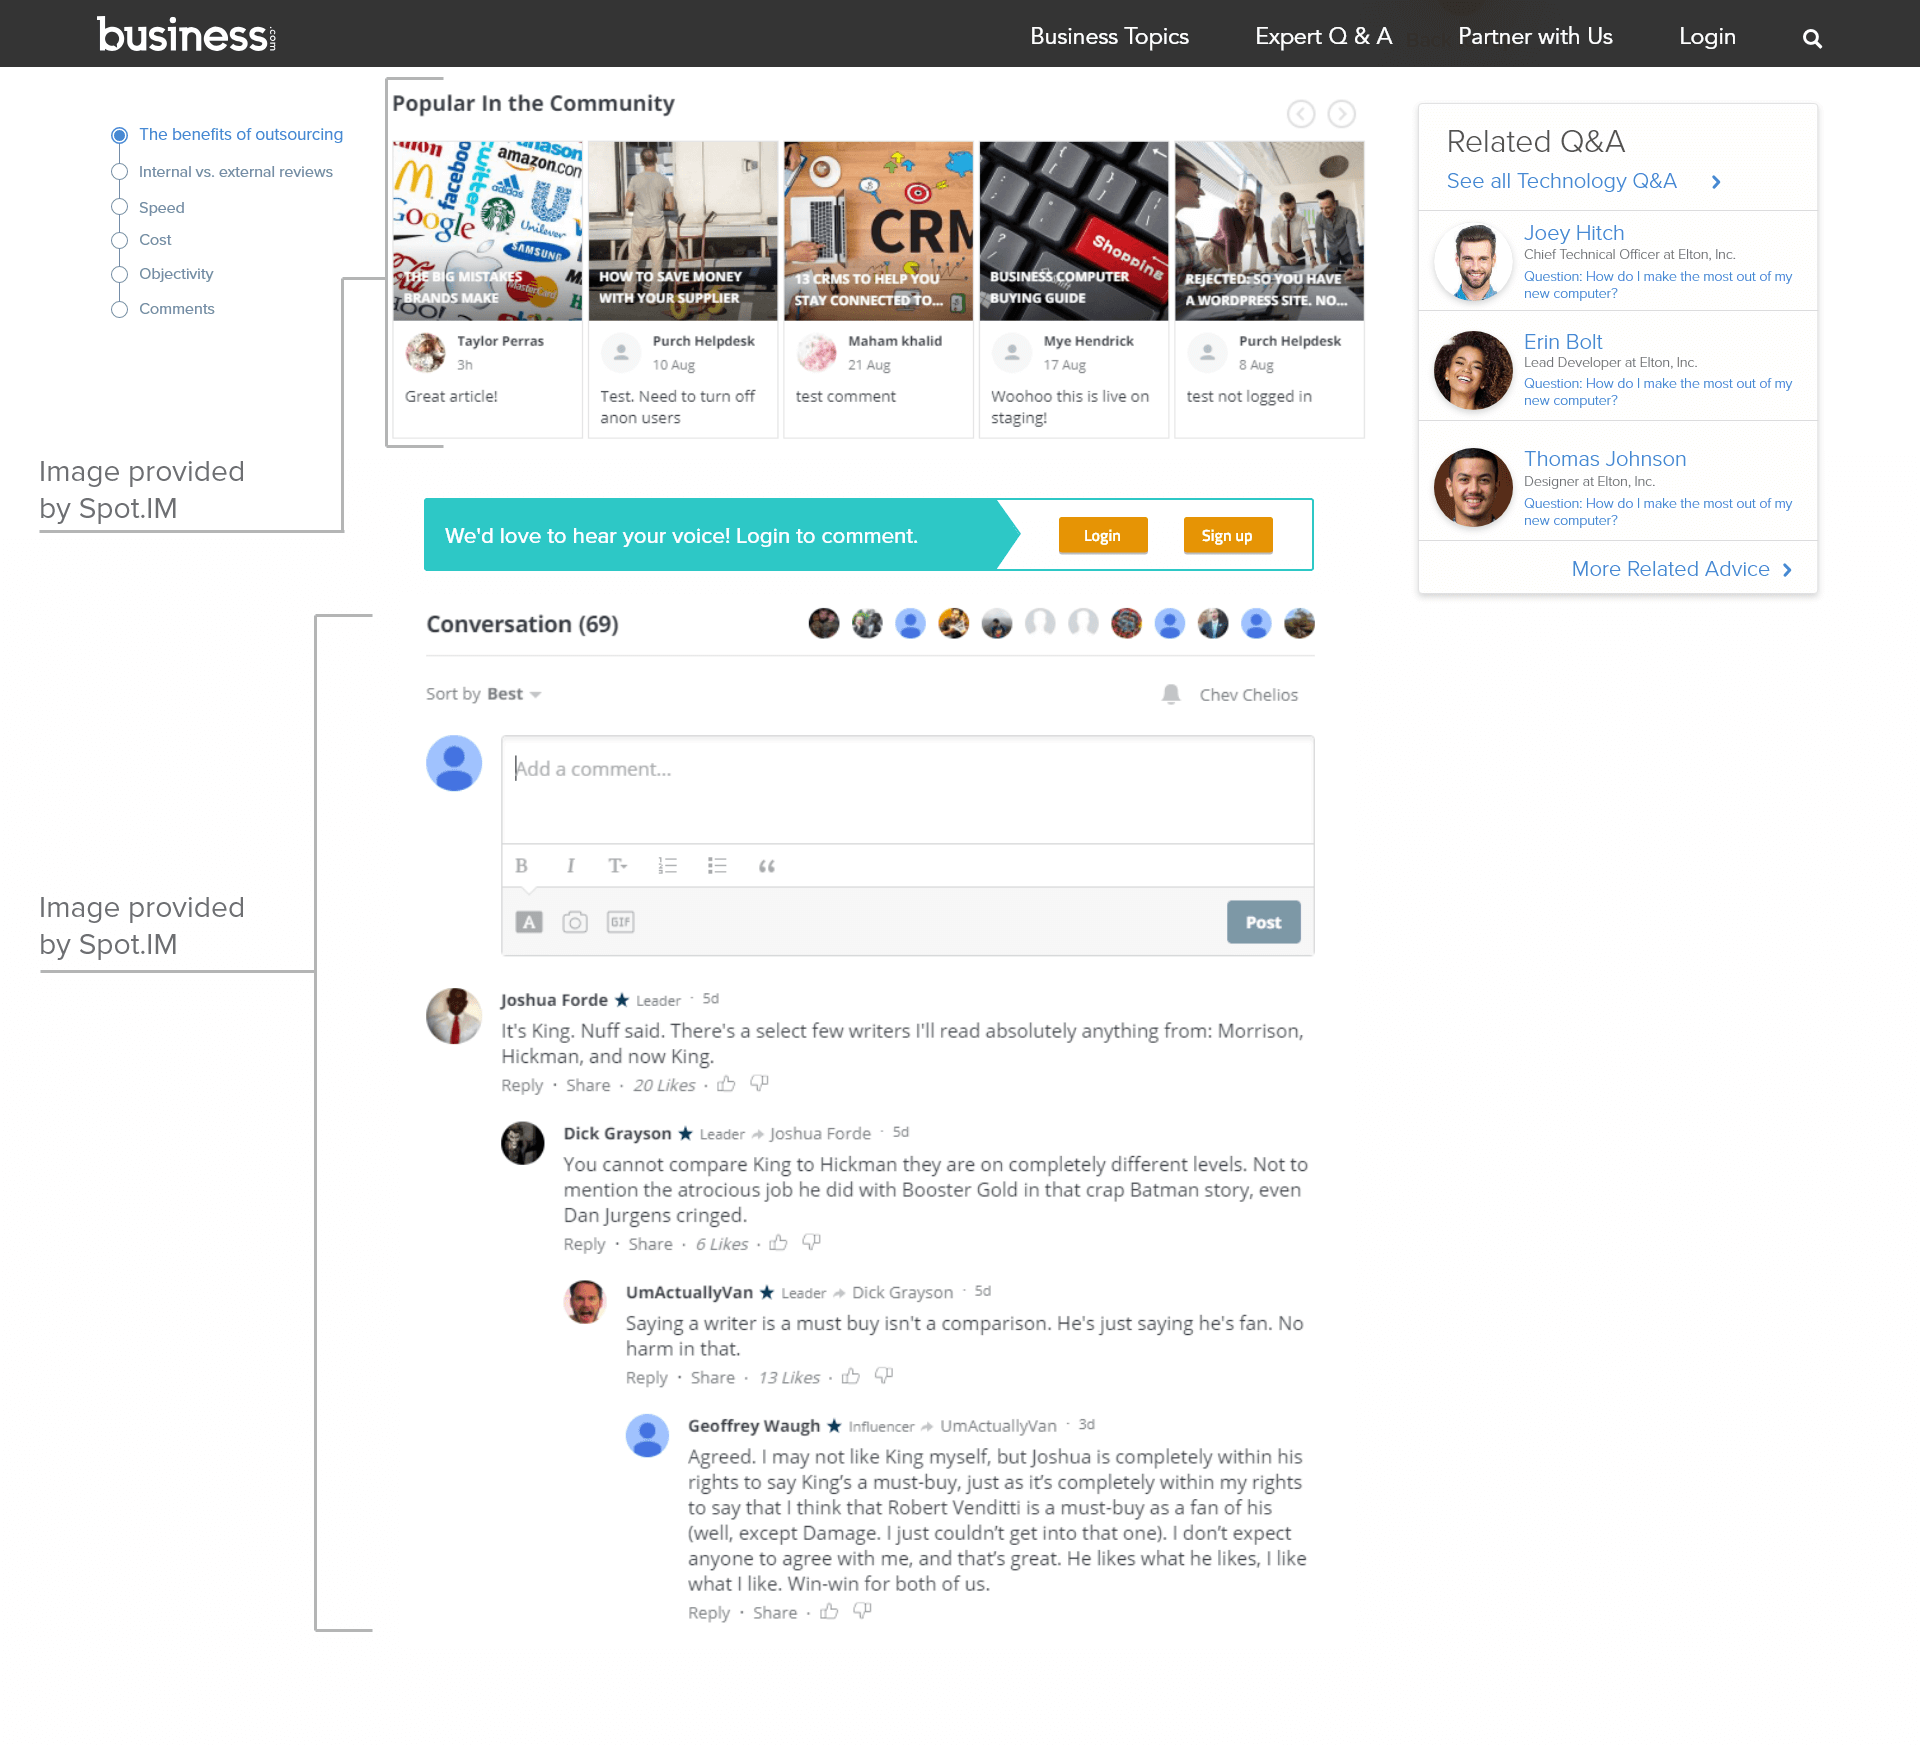 business.com
Business Topics
Expert Q & A
Partner with Us
Login
The benefits of outsourcing
Internal vs. external reviews
Speed
Cost
Objectivity
Comments
Image provided
by Spot.IM
Popular In the Community
amazon.com
facebook
twitter
adidas
Google
Unilever
SAMSUNG
MasterCard
THE BIG MISTAKES
BRANDS MAKE
Taylor Perras
3h
Great article!
HOW TO SAVE MONEY
WITH YOUR SUPPLIER
Purch Helpdesk
10 Aug
Test. Need to turn off
anon users
CRM
13 CRMS TO HELP YOU
STAY CONNECTED TO...
Maham khalid
21 Aug
test comment
Shopping
BUSINESS COMPUTER
BUYING GUIDE
Mye Hendrick
17 Aug
Woohoo this is live on
staging!
REJECTED: SO YOU HAVE
A WORDPRESS SITE. NO...
Purch Helpdesk
8 Aug
test not logged in
Related Q&A
See all Technology Q&A
Joey Hitch
Chief Technical Officer at Elton, Inc.
Question: How do I make the most out of my
new computer?
Erin Bolt
Lead Developer at Elton, Inc.
Question: How do I make the most out of my
new computer?
Thomas Johnson
Designer at Elton, Inc.
Question: How do I make the most out of my
new computer?
More Related Advice
We'd love to hear your voice! Login to comment.
Login
Sign up
Image provided
by Spot.IM
Conversation (69)
Sort by Best
Chev Chelios
Add a comment...
B I T
A GIF
Post
Joshua Forde ★ Leader · 5d
It's King. Nuff said. There's a select few writers I'll read absolutely anything from: Morrison,
Hickman, and now King.
Reply · Share · 20 Likes ·
Dick Grayson ★ Leader Joshua Forde · 5d
You cannot compare King to Hickman they are on completely different levels. Not to
mention the atrocious job he did with Booster Gold in that crap Batman story, even
Dan Jurgens cringed.
Reply · Share · 6 Likes ·
UmActuallyVan ★ Leader Dick Grayson · 5d
Saying a writer is a must buy isn't a comparison. He's just saying he's fan. No
harm in that.
Reply · Share · 13 Likes ·
Geoffrey Waugh ★ Influencer UmActuallyVan · 3d
Agreed. I may not like King myself, but Joshua is completely within his
rights to say King’s a must-buy, just as it’s completely within my rights
to say that I think that Robert Venditti is a must-buy as a fan of his
(well, except Damage. I just couldn’t get into that one). I don’t expect
anyone to agree with me, and that’s great. He likes what he likes, I like
what I like. Win-win for both of us.
Reply · Share ·